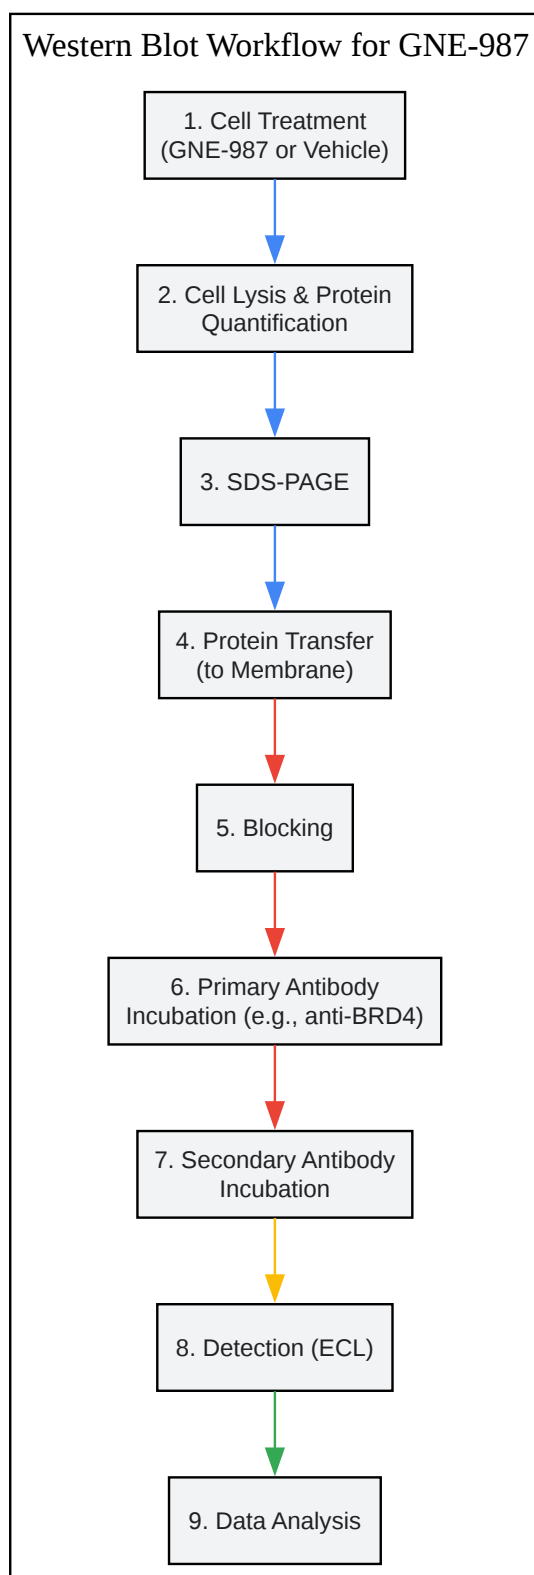 Western Blot Workflow for GNE-987
1. Cell Treatment
(GNE-987 or Vehicle)
2. Cell Lysis & Protein
Quantification
3. SDS-PAGE
4. Protein Transfer
(to Membrane)
5. Blocking
6. Primary Antibody
Incubation (e.g., anti-BRD4)
7. Secondary Antibody
Incubation
8. Detection (ECL)
9. Data Analysis